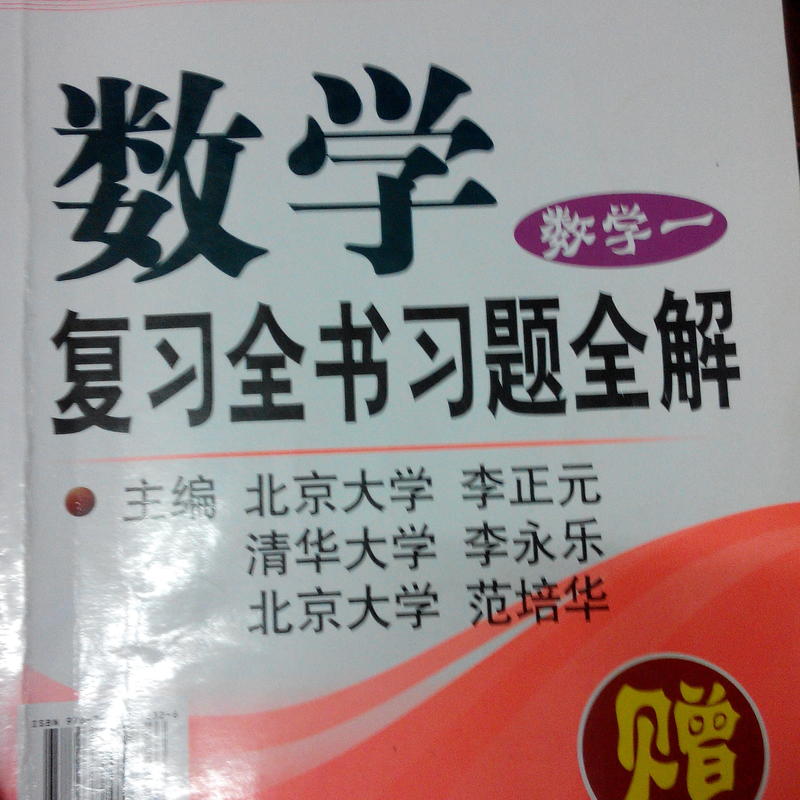 数学
数学一
复习全书习题全解
主编 北京大学 李正元
清华大学 李永乐
北京大学 范培华
ISBN
赠